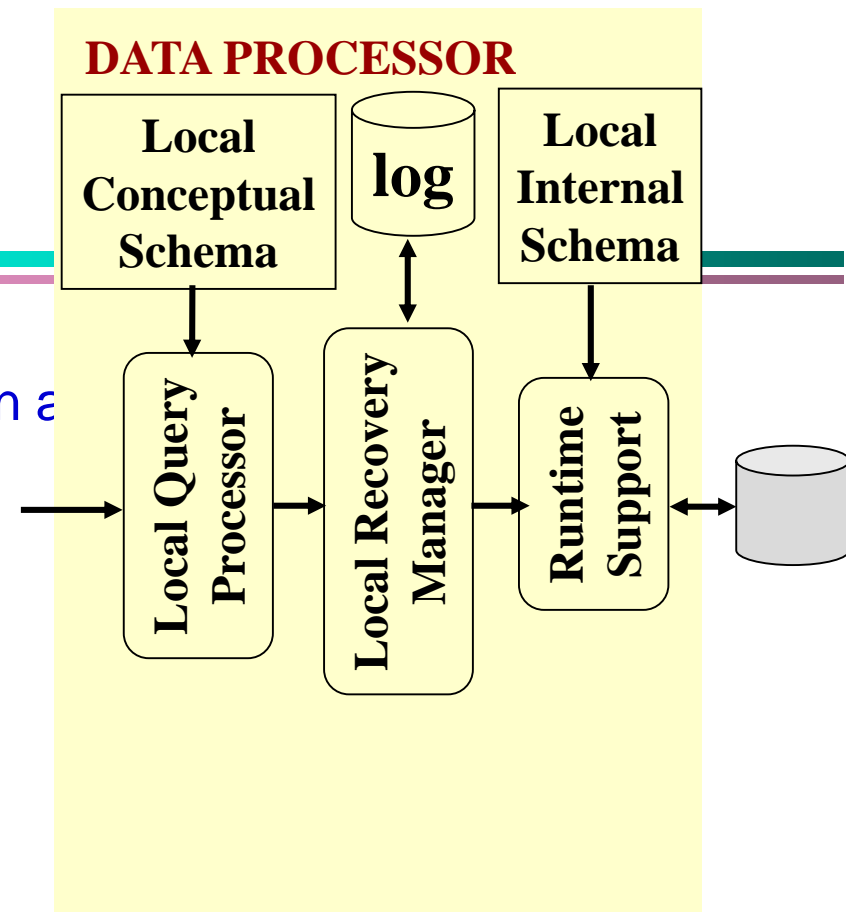 DATA PROCESSOR
Local
Conceptual
Schema
log
Local
Internal
Schema
Local Query
Processor
Local Recovery
Manager
Runtime
Support